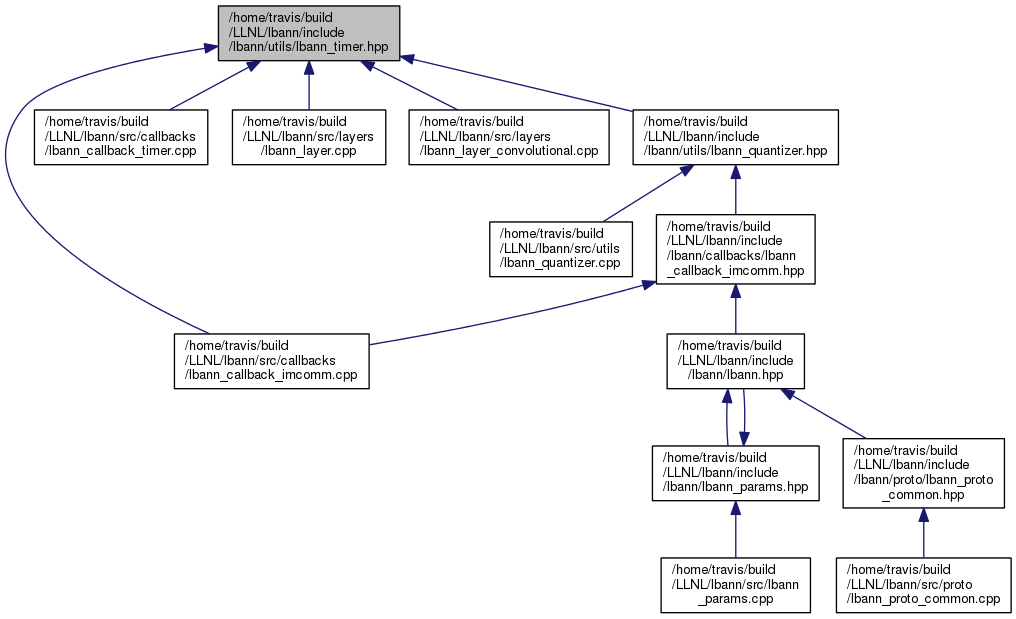 /home/travis/build
/LLNL/lbann/include
/lbann/utils/lbann_timer.hpp
/home/travis/build
/LLNL/lbann/src/callbacks
/lbann_callback_timer.cpp
/home/travis/build
/LLNL/lbann/src/layers
/lbann_layer.cpp
/home/travis/build
/LLNL/lbann/src/layers
/lbann_layer_convolutional.cpp
/home/travis/build
/LLNL/lbann/include
/lbann/utils/lbann_quantizer.hpp
/home/travis/build
/LLNL/lbann/src/utils
/lbann_quantizer.cpp
/home/travis/build
/LLNL/lbann/include
/lbann/callbacks/lbann
_callback_imcomm.hpp
/home/travis/build
/LLNL/lbann/src/callbacks
/lbann_callback_imcomm.cpp
/home/travis/build
/LLNL/lbann/include
/lbann/lbann.hpp
/home/travis/build
/LLNL/lbann/include
/lbann/lbann_params.hpp
/home/travis/build
/LLNL/lbann/include
/lbann/proto/lbann_proto
_common.hpp
/home/travis/build
/LLNL/lbann/src/lbann
_params.cpp
/home/travis/build
/LLNL/lbann/src/proto
/lbann_proto_common.cpp